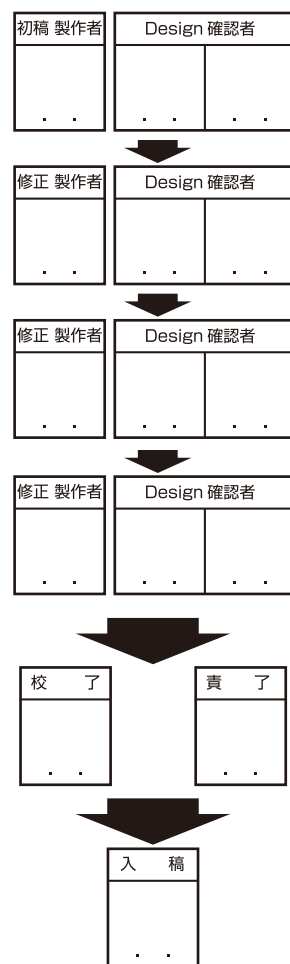 初稿 製作者 Design 確認者
. . . . . .
修正 製作者 Design 確認者
. . . . . .
修正 製作者 Design 確認者
. . . . . .
修正 製作者 Design 確認者
. . . . . .
校 了 責 了
. . . .
入 稿
. .